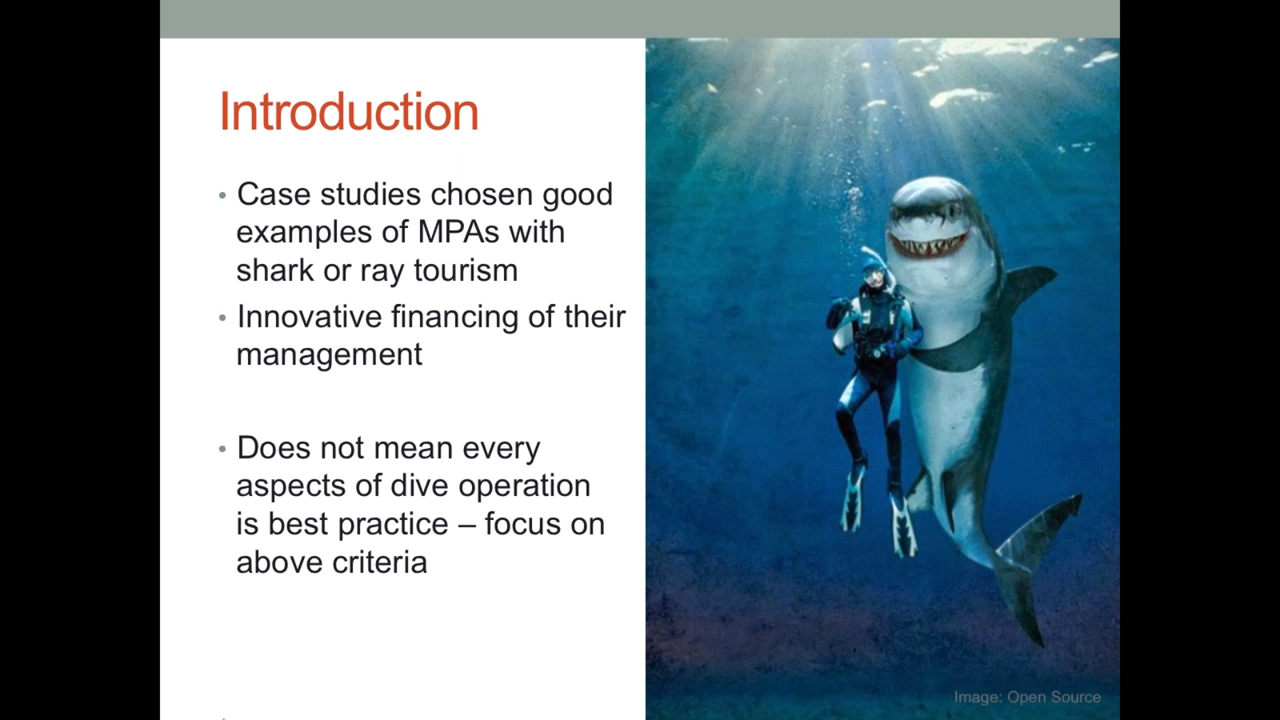 Introduction
• Case studies chosen good
examples of MPAs with
shark or ray tourism
• Innovative financing of their
management
• Does not mean every
aspects of dive operation
is best practice – focus on
above criteria
Image: Open Source